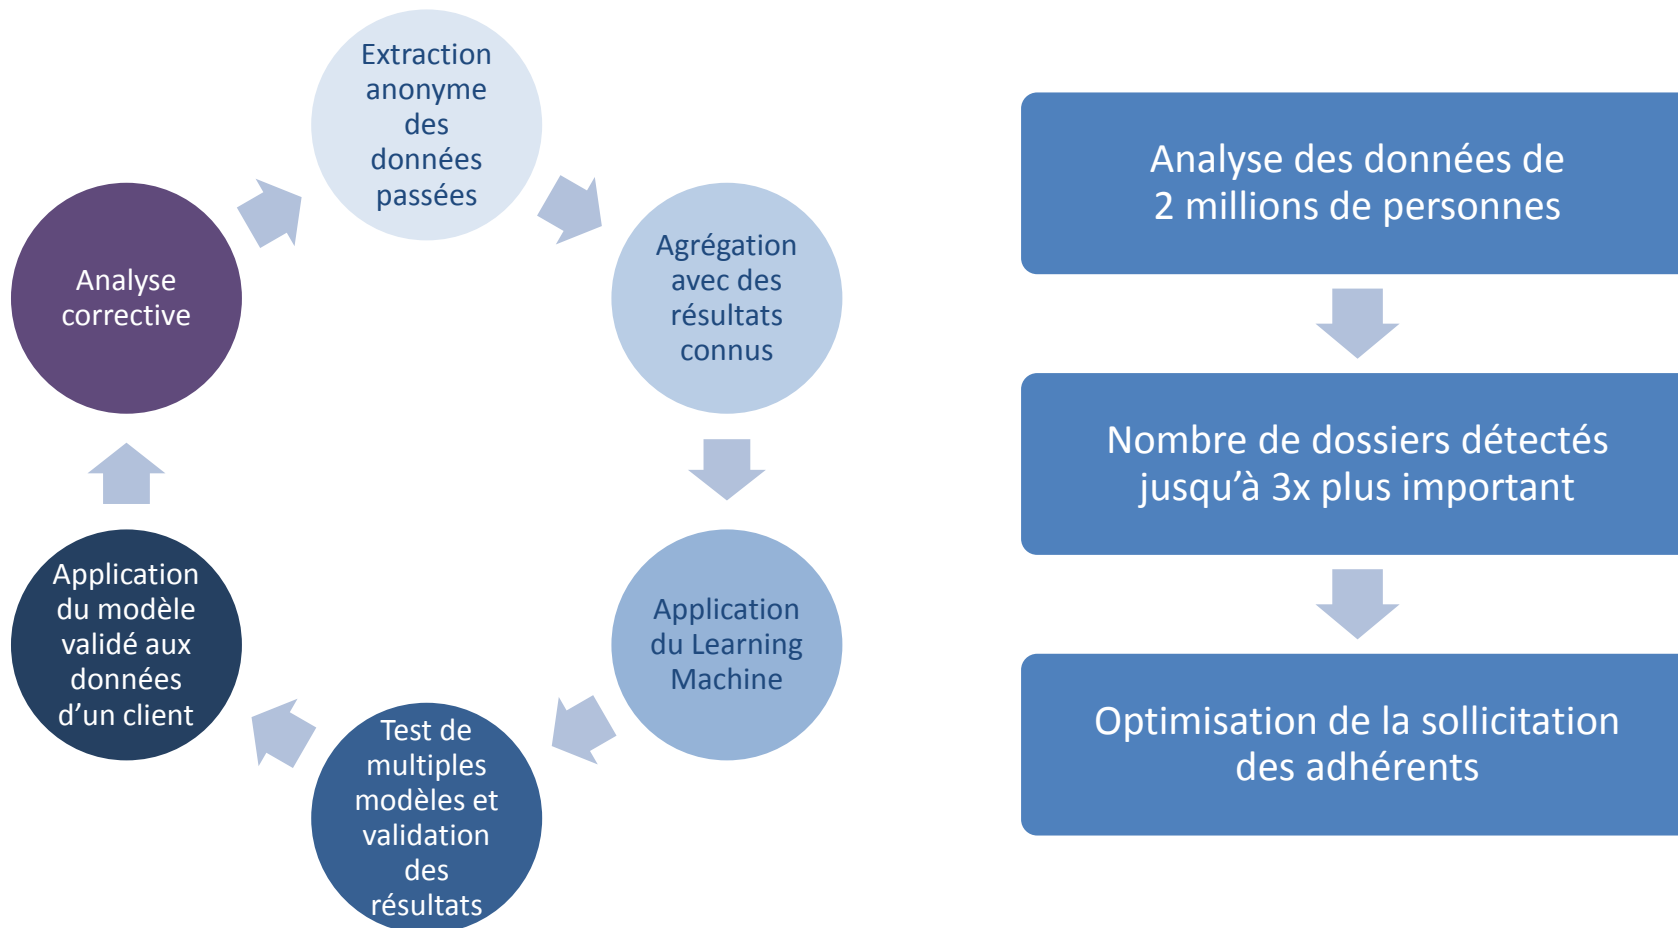 Extraction
anonyme
des
données
passées
Agrégation
avec des
résultats
connus
Application
du Learning
Machine
Test de
multiples
modèles et
validation
des
résultats
Application
du modèle
validé aux
données
d’un client
Analyse
corrective
Analyse des données de
2 millions de personnes
Nombre de dossiers détectés
jusqu’à 3x plus important
Optimisation de la sollicitation
des adhérents